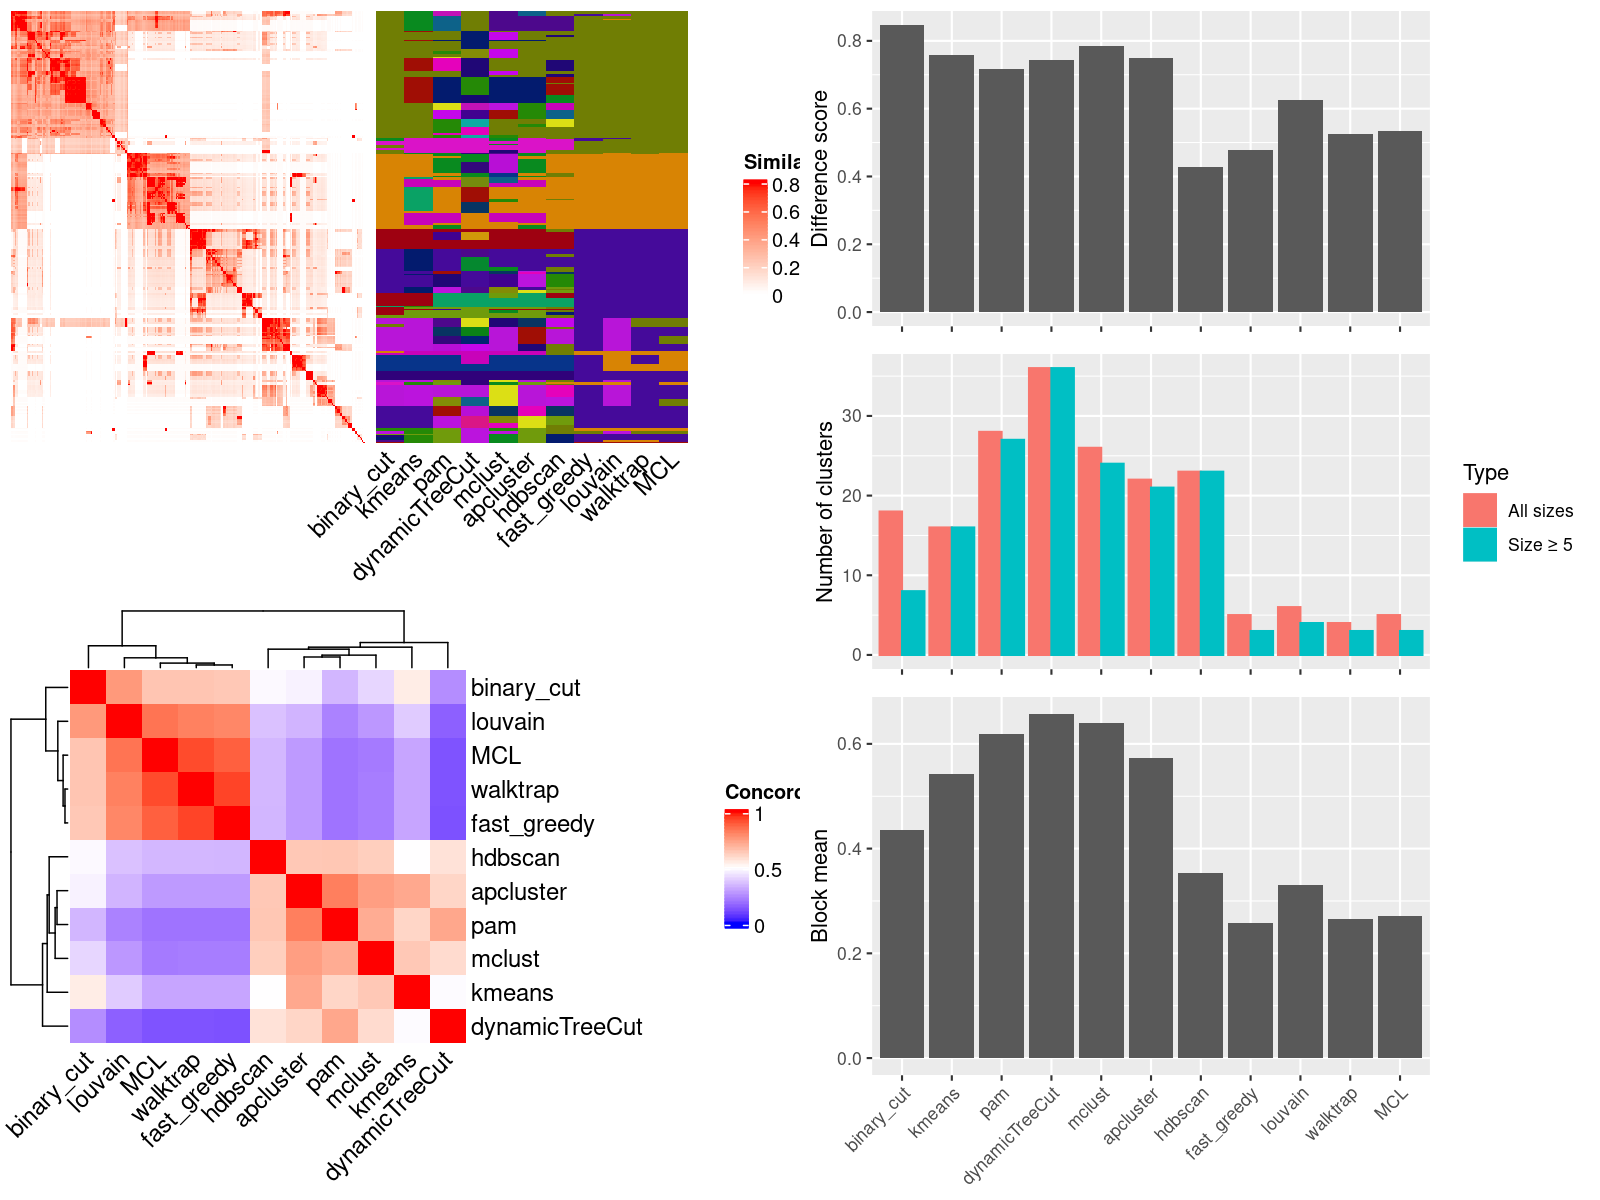 Simila
0.8
0.6
0.4
0.2
0
binary_cut
kmeans
pam
dynamicTreeCut
mclust
apcluster
hdbscan
fast_greedy
louvain
walktrap
MCL
binary_cut
louvain
MCL
walktrap
fast_greedy
hdbscan
apcluster
pam
mclust
kmeans
dynamicTreeCut
binary_cut
louvain
MCL
walktrap
fast_greedy
hdbscan
apcluster
pam
mclust
kmeans
dynamicTreeCut
Concord
1
0.5
0
Difference score
0.8
0.6
0.4
0.2
0.0
Number of clusters
30
20
10
0
Type
All sizes
Size ≥ 5
Block mean
0.6
0.4
0.2
0.0
binary_cut
kmeans
pam
dynamicTreeCut
mclust
apcluster
hdbscan
fast_greedy
louvain
walktrap
MCL